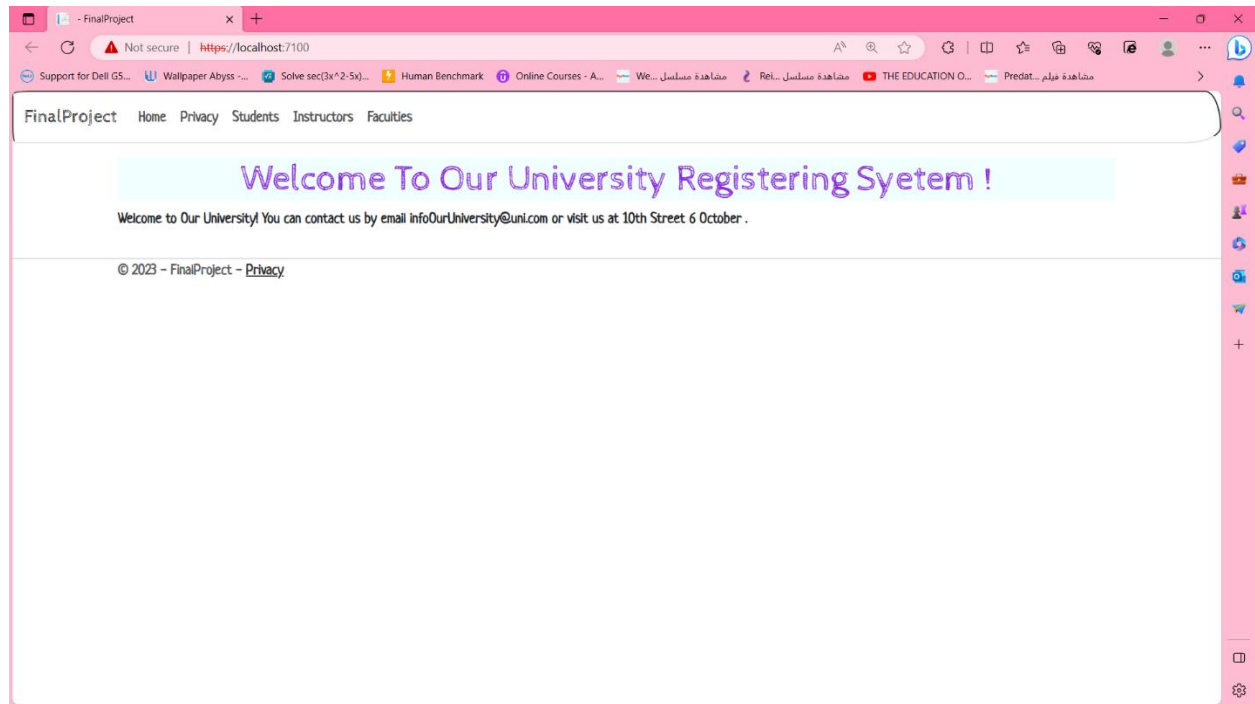 - FinalProject
Not secure | https://localhost:7100
Support for Dell G5... Wallpaper Abyss -... Solve sec(3x^2-5x)... Human Benchmark Online Courses - A... We... مشاهدة مسلسل Rei... مشاهدة مسلسل THE EDUCATION O... Predat... مشاهدة فيلم
FinalProject Home Privacy Students Instructors Faculties
Welcome To Our University Registering Syetem !
Welcome to Our University! You can contact us by email infoOurUniversity@uni.com or visit us at 10th Street 6 October .
© 2023 - FinalProject - Privacy